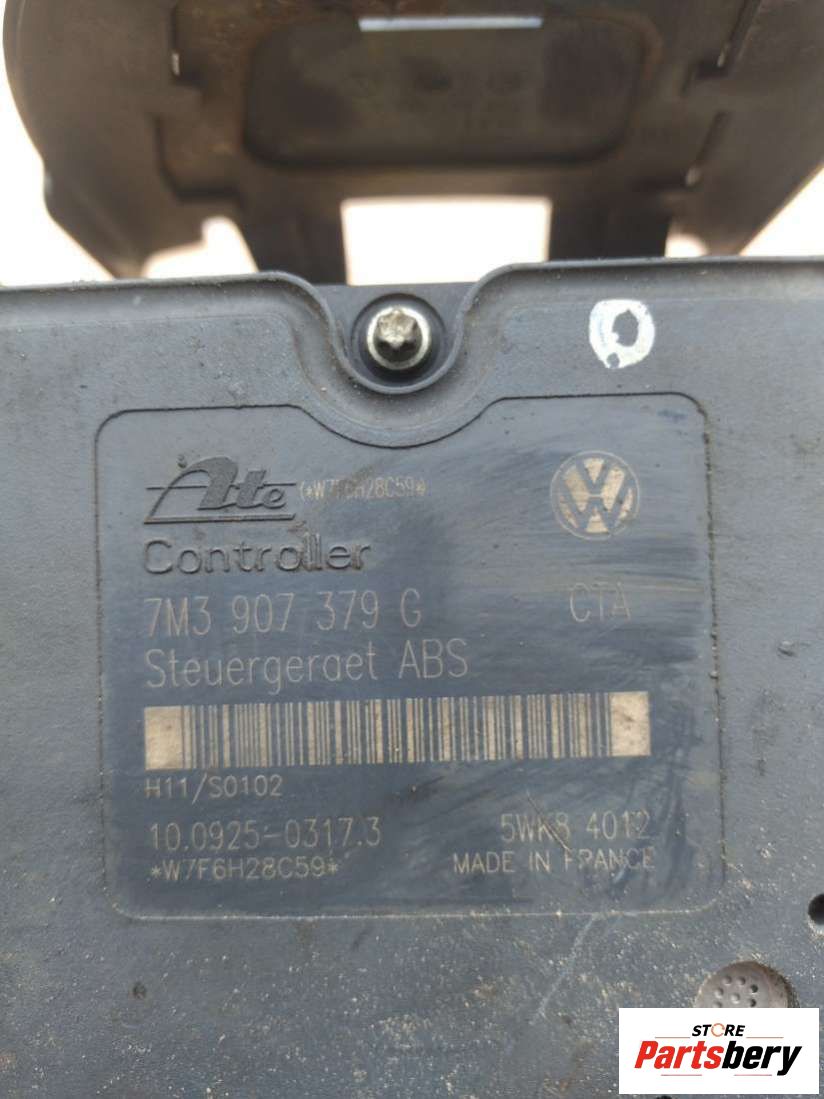 O
Ate (*W7F6H28C59*
Controller
7M3 907 379 G CTA
Steuergeraet ABS
H11/S0102
10.0925-0317.3 5WK8 4012
*W7F6H28C59* MADE IN FRANCE
STORE
Partsbery